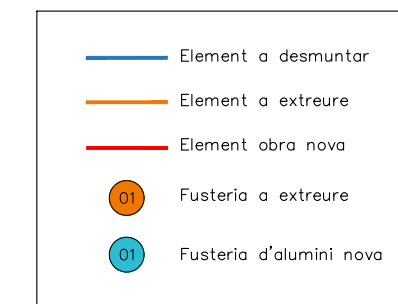 Element a desmuntar
Element a extreure
Element obra nova
01 Fusteria a extreure
01 Fusteria d'alumini nova